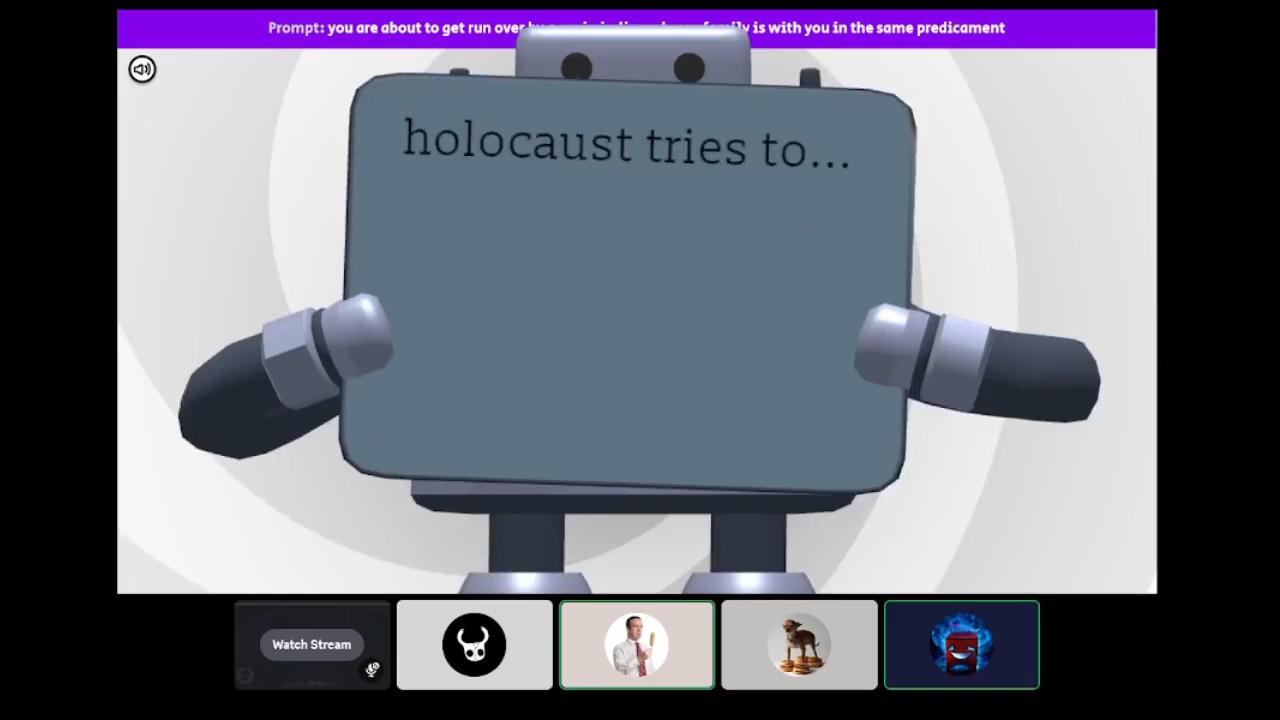 Prompt: you are about to get run over family is with you in the same predicament
holocaust tries to...
Watch Stream